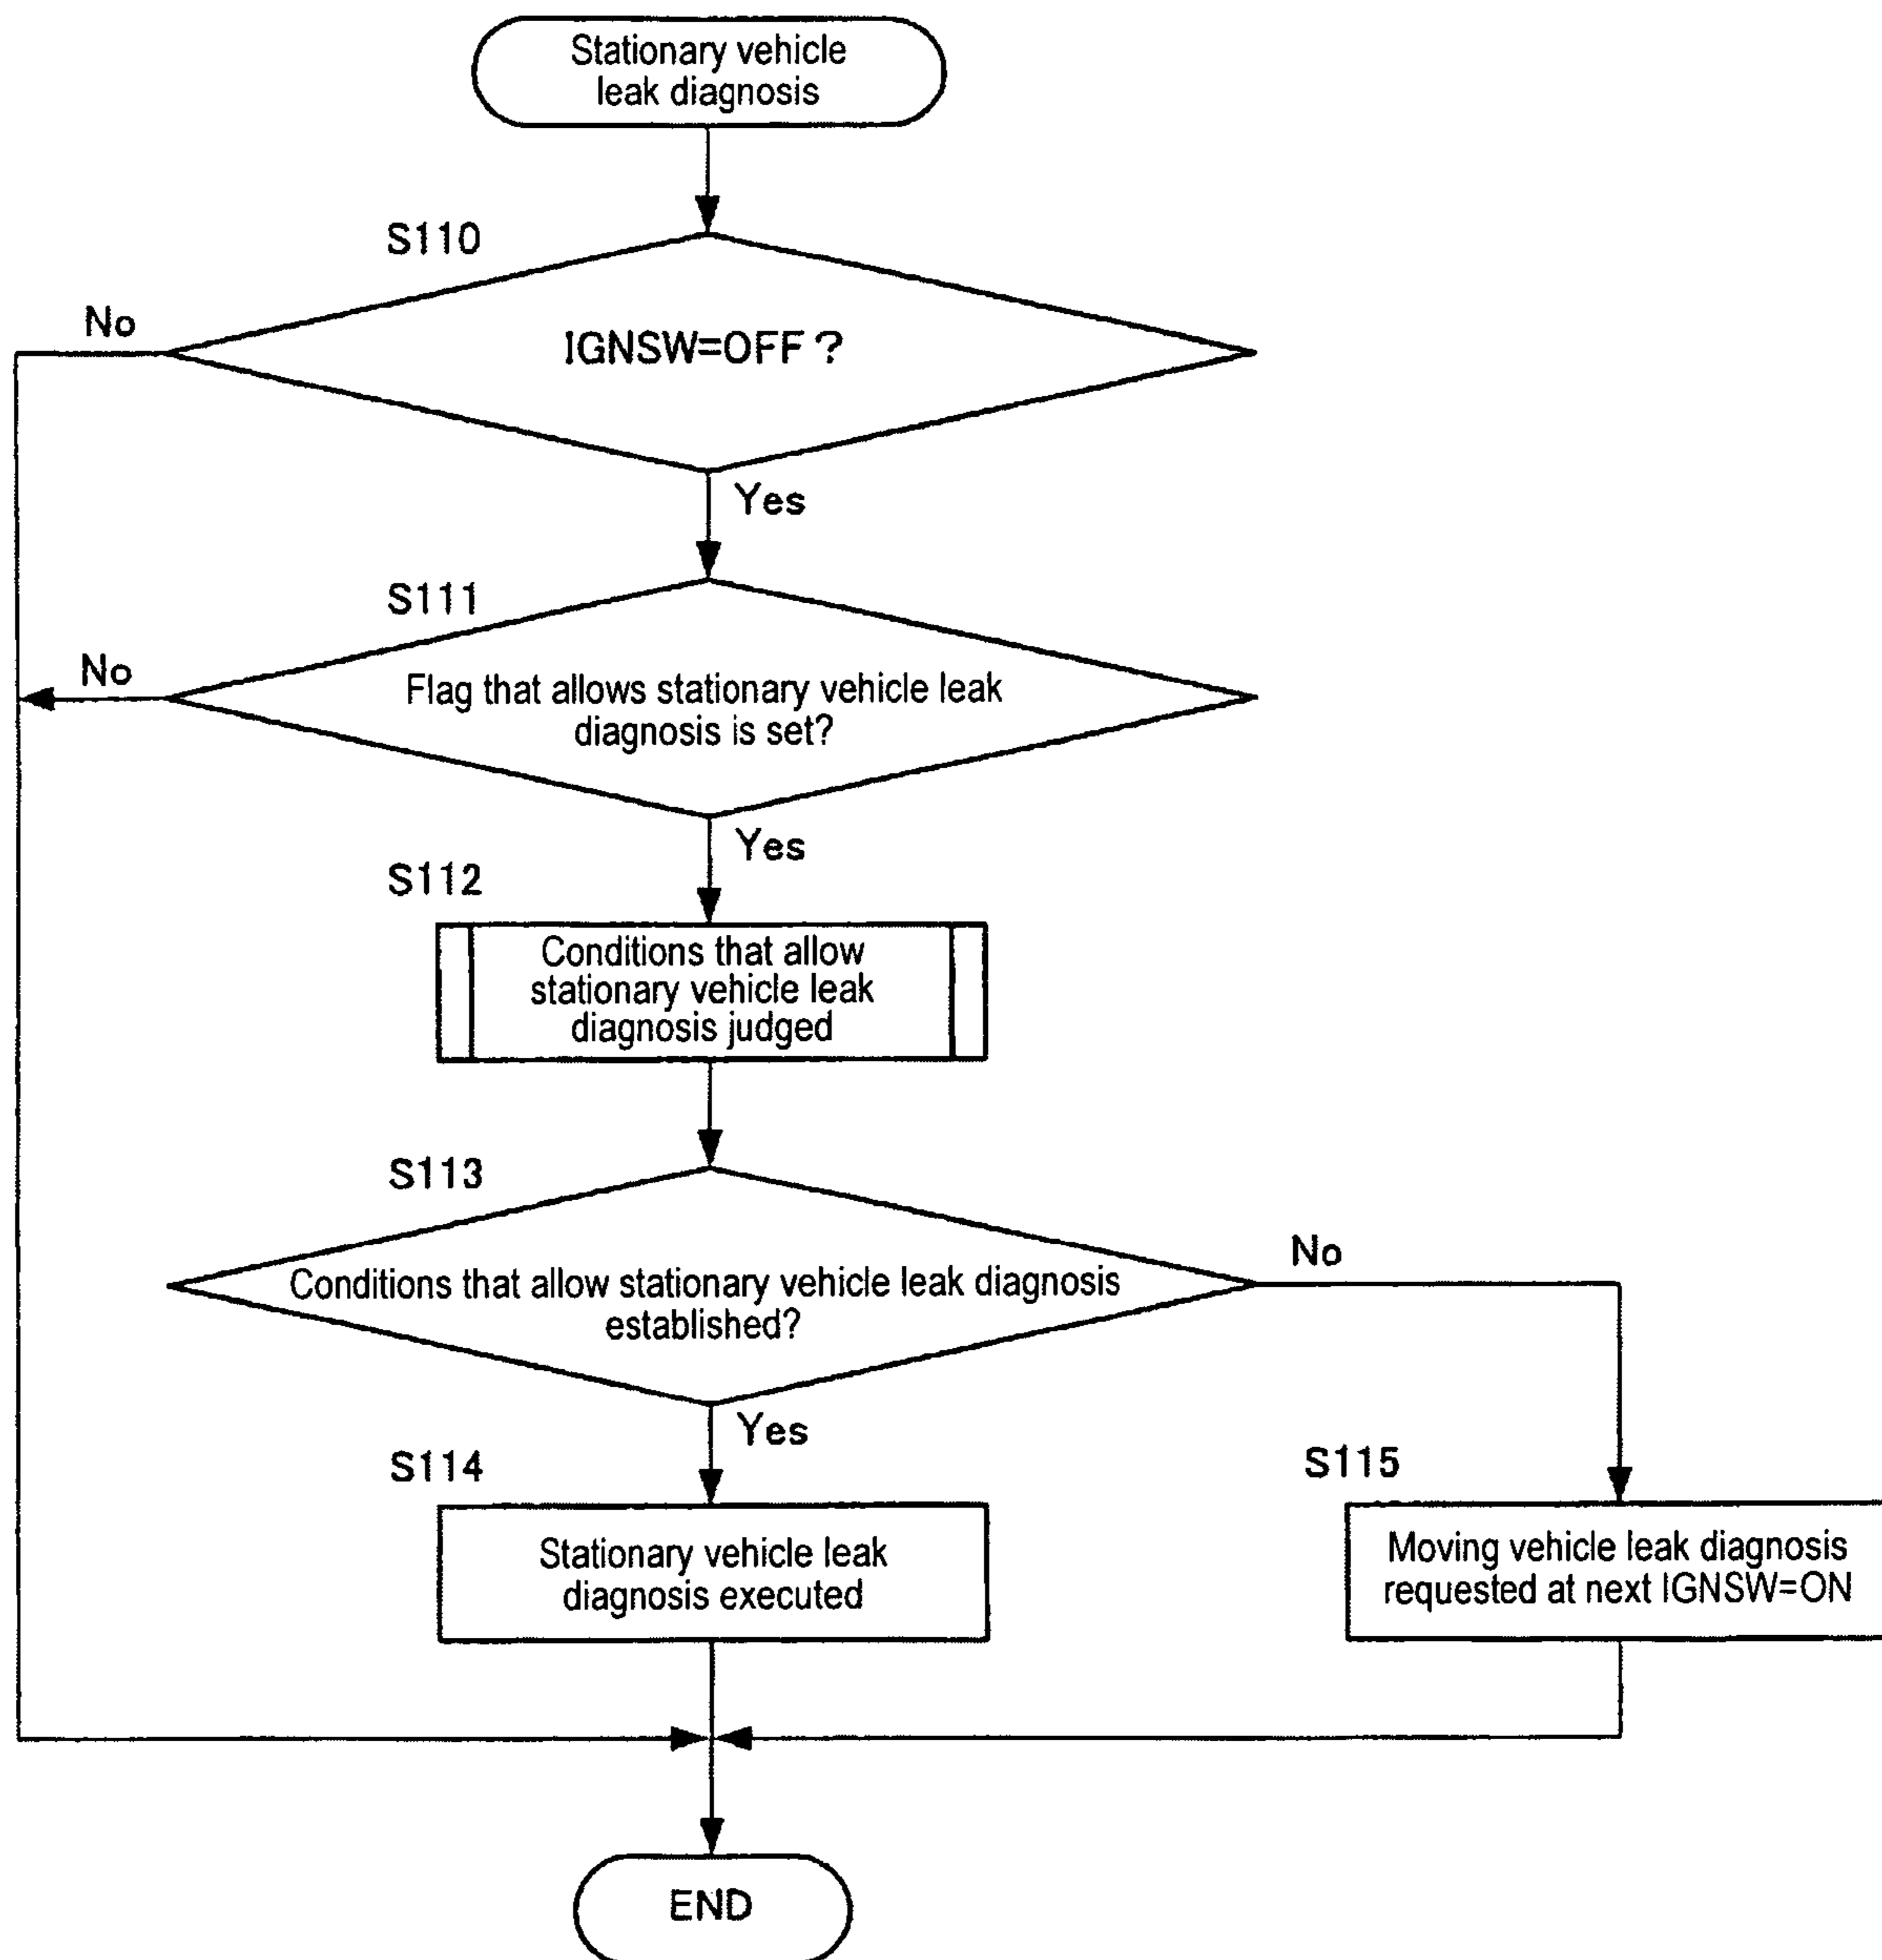 Stationary vehicle
leak diagnosis
S110
No
IGNSW=OFF ?
Yes
S111
No
Flag that allows stationary vehicle leak
diagnosis is set?
Yes
S112
Conditions that allow
stationary vehicle leak
diagnosis judged
S113
No
Conditions that allow stationary vehicle leak diagnosis
established?
Yes
S114
S115
Stationary vehicle leak
diagnosis executed
Moving vehicle leak diagnosis
requested at next IGNSW=ON
END